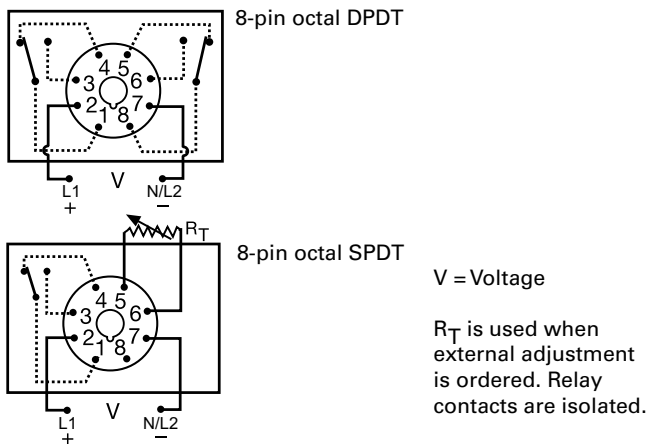 8-pin octal DPDT
4 5
3 6
2 7
1 8
V
L1 N/L2
+ −
RT
8-pin octal SPDT
4 5
3 6
2 7
1 8
V
L1 N/L2
+ −
V = Voltage
RT is used when
external adjustment
is ordered. Relay
contacts are isolated.